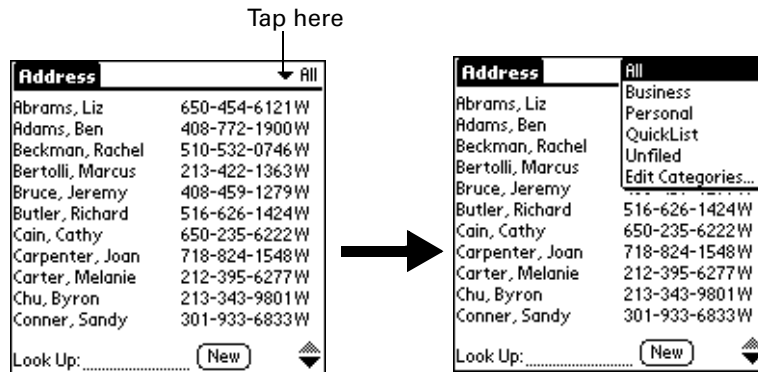 Tap here
Address
All
Abrams, Liz 650-454-6121W
Adams, Ben 408-772-1900W
Beckman, Rachel 510-532-0746W
Bertolli, Marcus 213-422-1363W
Bruce, Jeremy 408-459-1279W
Butler, Richard 516-626-1424W
Cain, Cathy 650-235-6222W
Carpenter, Joan 718-824-1548W
Carter, Melanie 212-395-6277W
Chu, Byron 213-343-9801W
Conner, Sandy 301-933-6833W
Look Up: New
Address
All
Business
Personal
QuickList
Unfiled
Edit Categories...
Abrams, Liz
Adams, Ben
Beckman, Rachel
Bertolli, Marcus
Bruce, Jeremy
Butler, Richard 516-626-1424W
Cain, Cathy 650-235-6222W
Carpenter, Joan 718-824-1548W
Carter, Melanie 212-395-6277W
Chu, Byron 213-343-9801W
Conner, Sandy 301-933-6833W
Look Up: New